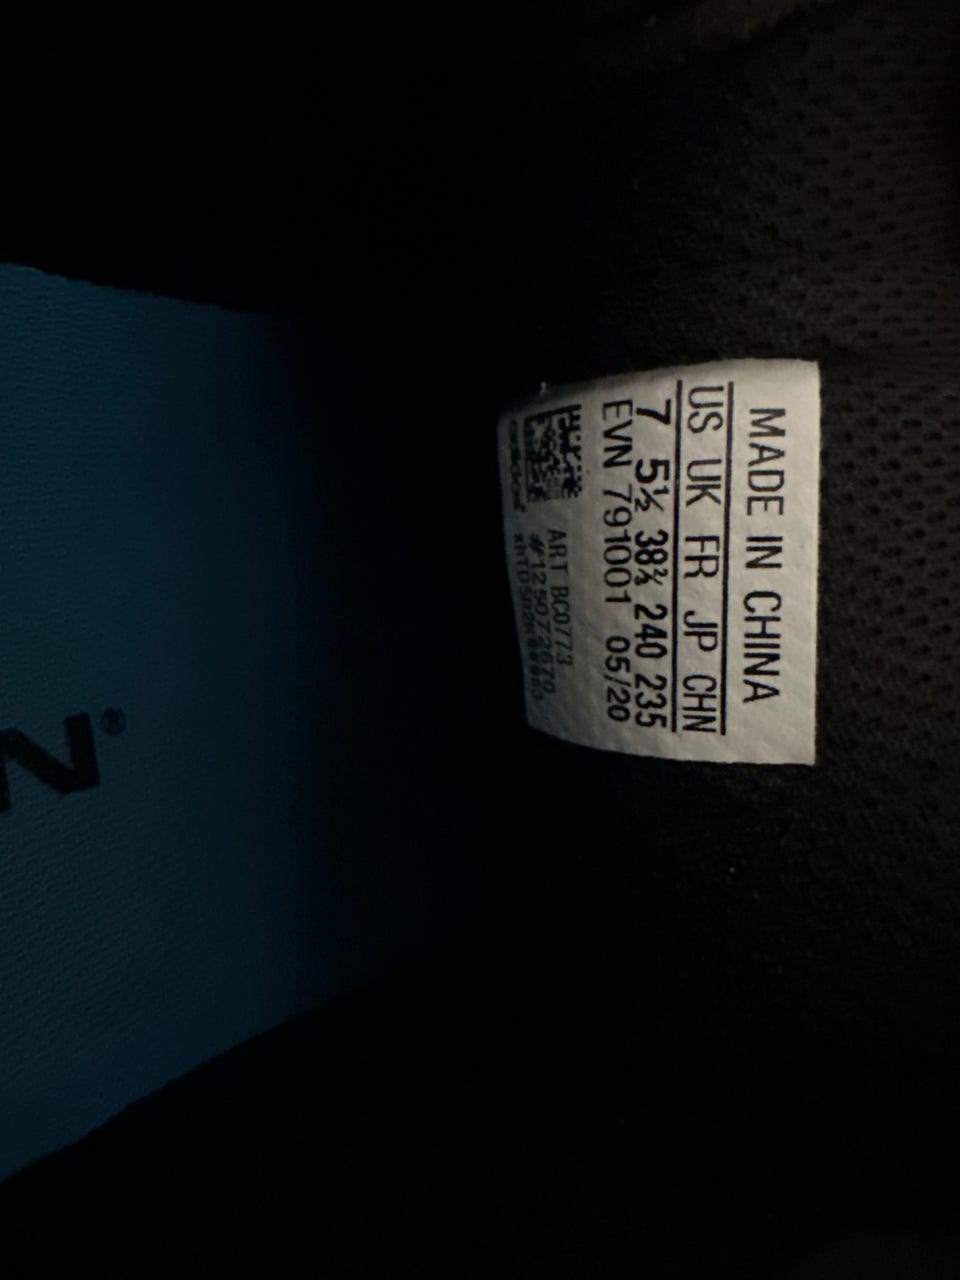 MADE IN CHINA
US UK FR JP CHN
7 5½ 38⅔ 240 235
EVN 791001 05/20
ART BC0773
adidas
N®